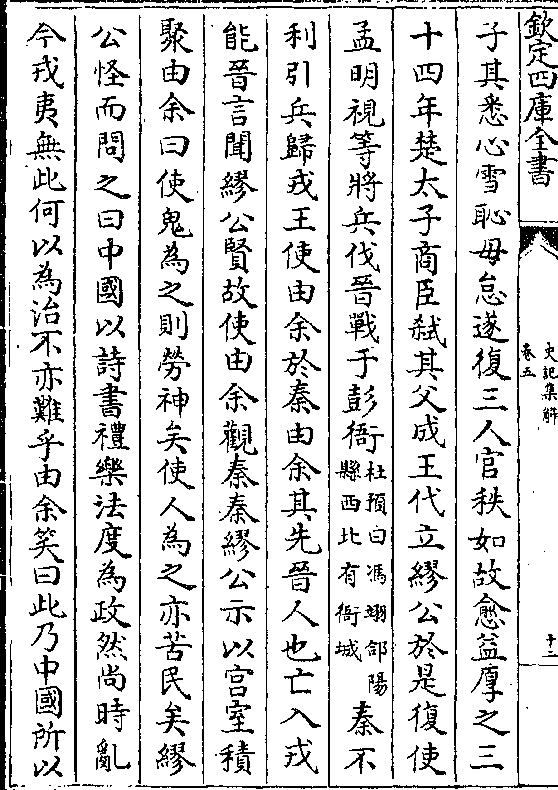 欽定四庫全書
史記集解
卷五
十二
子其悉心雪恥毋怠遂復三人官秩如故愈益厚之三
十四年楚太子商臣弑其父成王代立繆公於是復使
孟明視等將兵伐晉戰于彭衙
杜預曰馮翊郃陽
縣西北有衙城
秦不
利引兵歸戎王使由余於秦由余其先晉人也亡入戎
能晉言聞繆公賢故使由余觀秦秦繆公示以宫室積
聚由余曰使鬼為之則勞神矣使人為之亦苦民矣繆
公怪而問之曰中國以詩書禮樂法度為政然尚時亂
今戎夷無此何以為治不亦難乎由余笑曰此乃中國所以